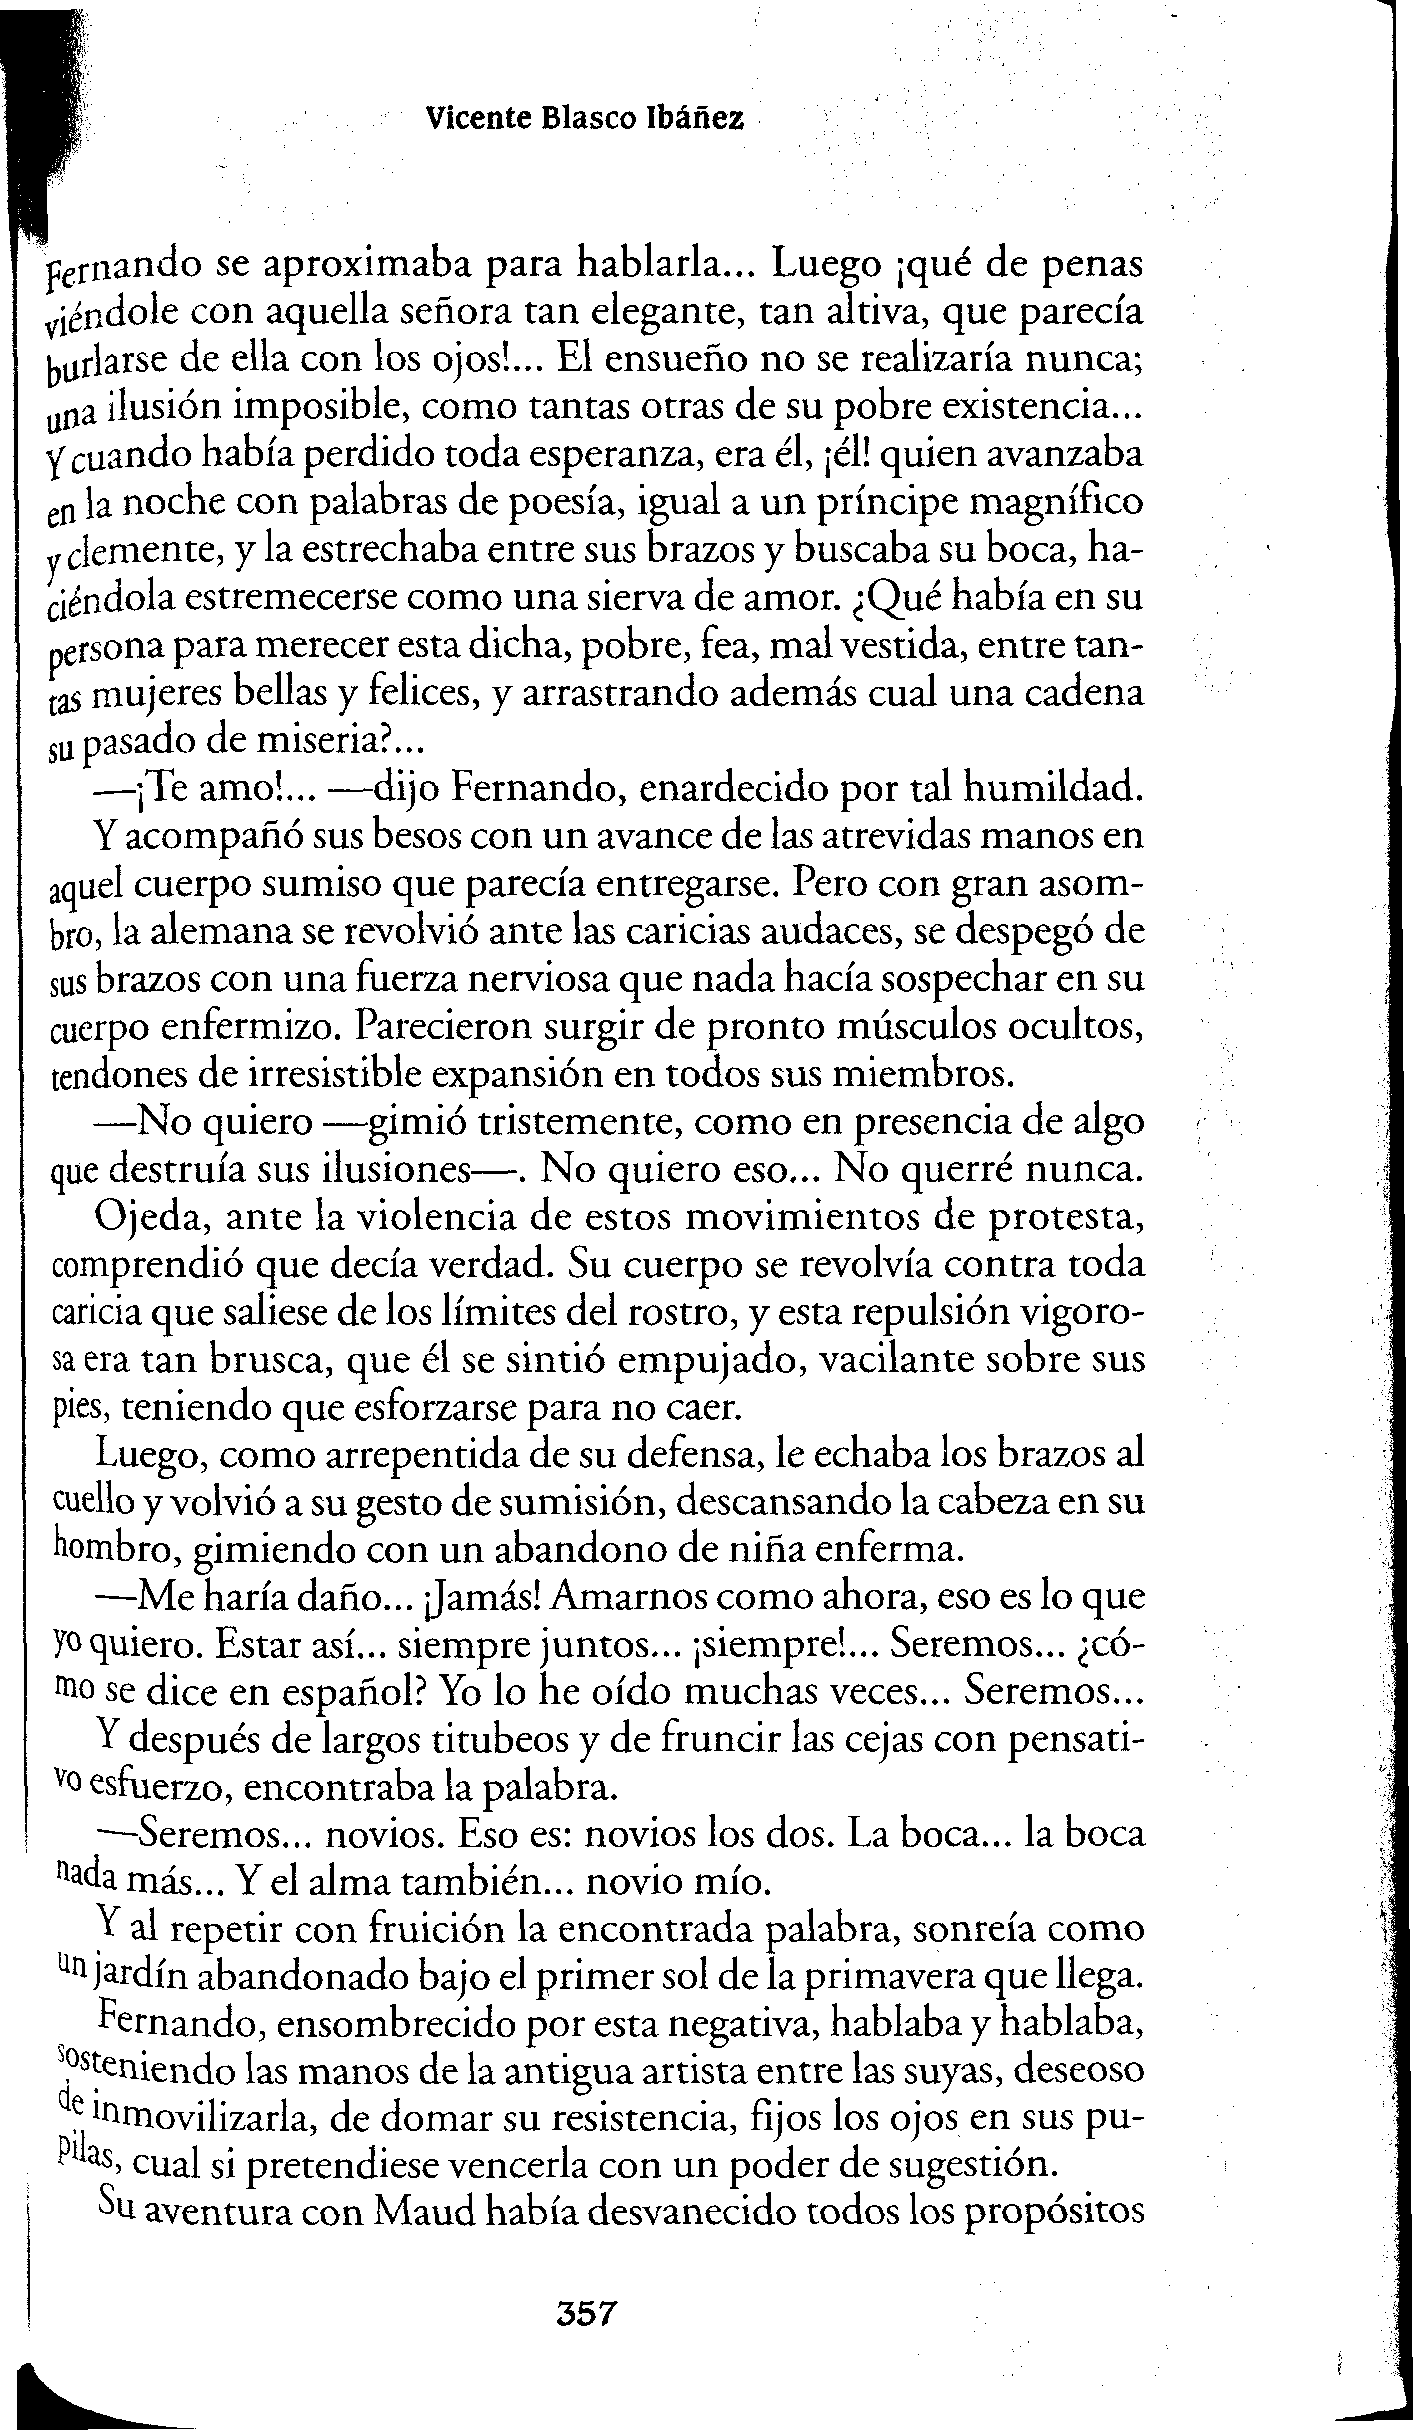 Vicente Blasco Ibáñez
Fernando se aproximaba para hablarla... Luego ¡qué de penas
viéndole con aquella señora tan elegante, tan altiva, que parecía
burlarse de ella con los ojos!... El ensueño no se realizaría nunca;
una ilusión imposible, como tantas otras de su pobre existencia...
Y cuando había perdido toda esperanza, era él, ¡él! quien avanzaba
en la noche con palabras de poesía, igual a un príncipe magnífico
y clemente, y la estrechaba entre sus brazos y buscaba su boca, ha-
ciéndola estremecerse como una sierva de amor. ¿Qué había en su
persona para merecer esta dicha, pobre, fea, mal vestida, entre tan-
tas mujeres bellas y felices, y arrastrando además cual una cadena
su pasado de miseria?...
—¡Te amo!... —dijo Fernando, enardecido por tal humildad.
Y acompañó sus besos con un avance de las atrevidas manos en
aquel cuerpo sumiso que parecía entregarse. Pero con gran asom-
bro, la alemana se revolvió ante las caricias audaces, se despegó de
sus brazos con una fuerza nerviosa que nada hacía sospechar en su
cuerpo enfermizo. Parecieron surgir de pronto músculos ocultos,
tendones de irresistible expansión en todos sus miembros.
—No quiero —gimió tristemente, como en presencia de algo
que destruía sus ilusiones—. No quiero eso... No querré nunca.
Ojeda, ante la violencia de estos movimientos de protesta,
comprendió que decía verdad. Su cuerpo se revolvía contra toda
caricia que saliese de los límites del rostro, y esta repulsión vigoro-
sa era tan brusca, que él se sintió empujado, vacilante sobre sus
pies, teniendo que esforzarse para no caer.
Luego, como arrepentida de su defensa, le echaba los brazos al
cuello y volvió a su gesto de sumisión, descansando la cabeza en su
hombro, gimiendo con un abandono de niña enferma.
—Me haría daño... ¡Jamás! Amarnos como ahora, eso es lo que
yo quiero. Estar así... siempre juntos... ¡siempre!... Seremos... ¿có-
mo se dice en español? Yo lo he oído muchas veces... Seremos...
Y después de largos titubeos y de fruncir las cejas con pensati-
vo esfuerzo, encontraba la palabra.
—Seremos... novios. Eso es: novios los dos. La boca... la boca
nada más... Y el alma también... novio mío.
Y al repetir con fruición la encontrada palabra, sonreía como
un jardín abandonado bajo el primer sol de la primavera que llega.
Fernando, ensombrecido por esta negativa, hablaba y hablaba,
sosteniendo las manos de la antigua artista entre las suyas, deseoso
de inmovilizarla, de domar su resistencia, fijos los ojos en sus pu-
pilas, cual si pretendiese vencerla con un poder de sugestión.
Su aventura con Maud había desvanecido todos los propósitos
357